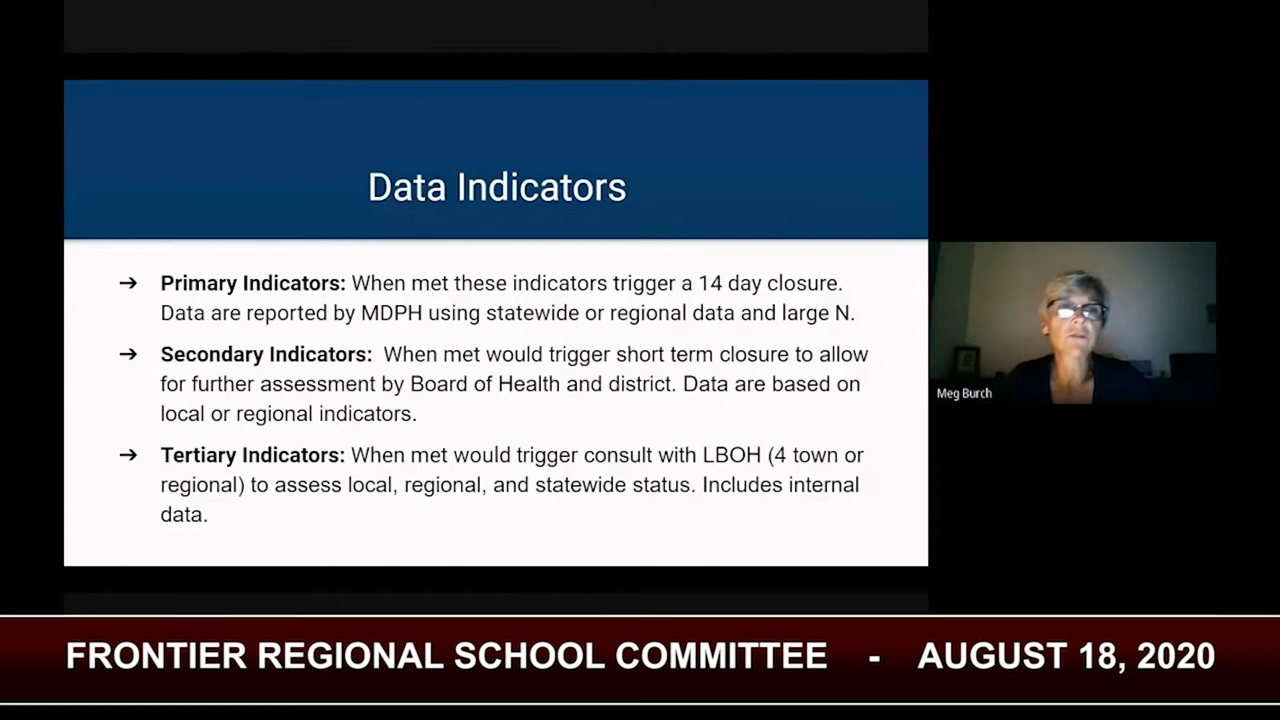 Data Indicators
➔ Primary Indicators: When met these indicators trigger a 14 day closure.
Data are reported by MDPH using statewide or regional data and large N.
➔ Secondary Indicators:  When met would trigger short term closure to allow
for further assessment by Board of Health and district. Data are based on
local or regional indicators.
➔ Tertiary Indicators: When met would trigger consult with LBOH (4 town or
regional) to assess local, regional, and statewide status. Includes internal
data.
Meg Burch
FRONTIER REGIONAL SCHOOL COMMITTEE - AUGUST 18, 2020